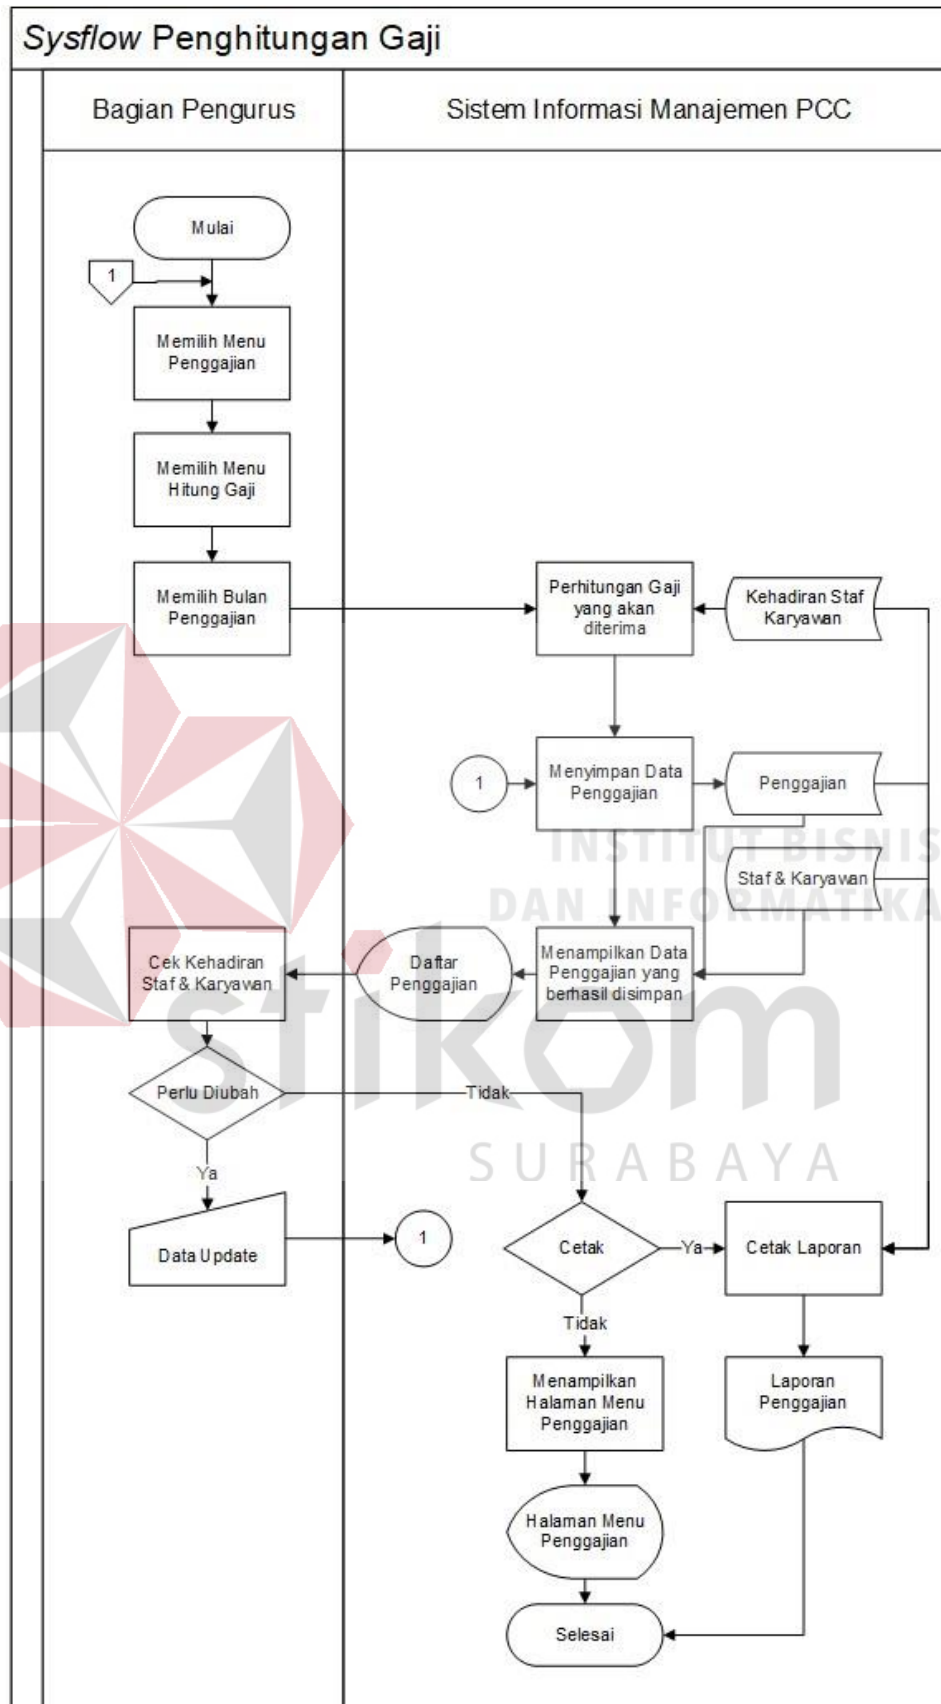 Sysflow Penghitungan Gaji
Bagian Pengurus
Sistem Informasi Manajemen PCC
Mulai
1
Memilih Menu
Penggajian
Memilih Menu
Hitung Gaji
Memilih Bulan
Penggajian
Perhitungan Gaji
yang akan
diterima
Kehadiran Staf
Karyawan
1
Menyimpan Data
Penggajian
Penggajian
INSTITUT BISNIS
DAN INFORMATIKA
Staf & Karyawan
Cek Kehadiran
Staf & Karyawan
Daftar
Penggajian
Menampilkan Data
Penggajian yang
berhasil disimpan
stikom
SURABAYA
Perlu Diubah
Tidak
Ya
Data Update
1
Cetak
Ya
Cetak Laporan
Tidak
Menampilkan
Halaman Menu
Penggajian
Laporan
Penggajian
Halaman Menu
Penggajian
Selesai